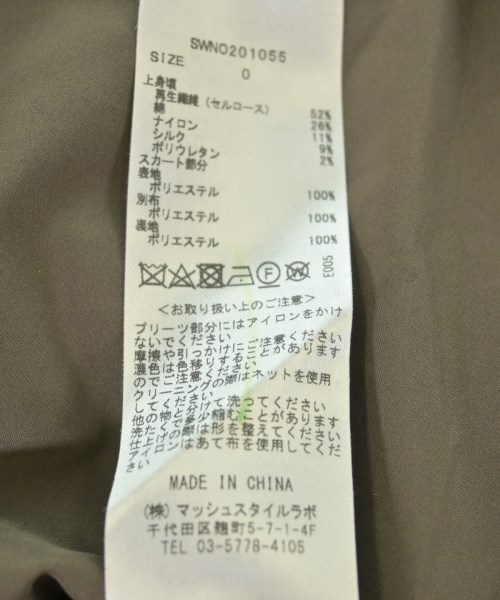 SWNO201055
SIZE 0
上身頃
再生繊維(セルロース) 52%
綿 26%
ナイロン 11%
シルク 9%
ポリウレタン 2%
スカート部分
表地
ポリエステル 100%
別布
ポリエステル 100%
裏地
ポリエステル 100%
E005
<お取り扱い上のご注意>
プリーツ部分にはアイロンをかけ
ないでください
摩擦や引っかけにご注意ください
濃色は色移りすることがあります
のでご注意ください
クリーニングの際はネットを使用
し
他の物と分けて洗ってください
洗たくで多少縮むことがあります
仕上げの際は形を整えてください
アイロンはあて布を使用してくだ
さい
MADE IN CHINA
(株)マッシュスタイルラボ
千代田区麹町5-7-1-4F
TEL 03-5778-4105